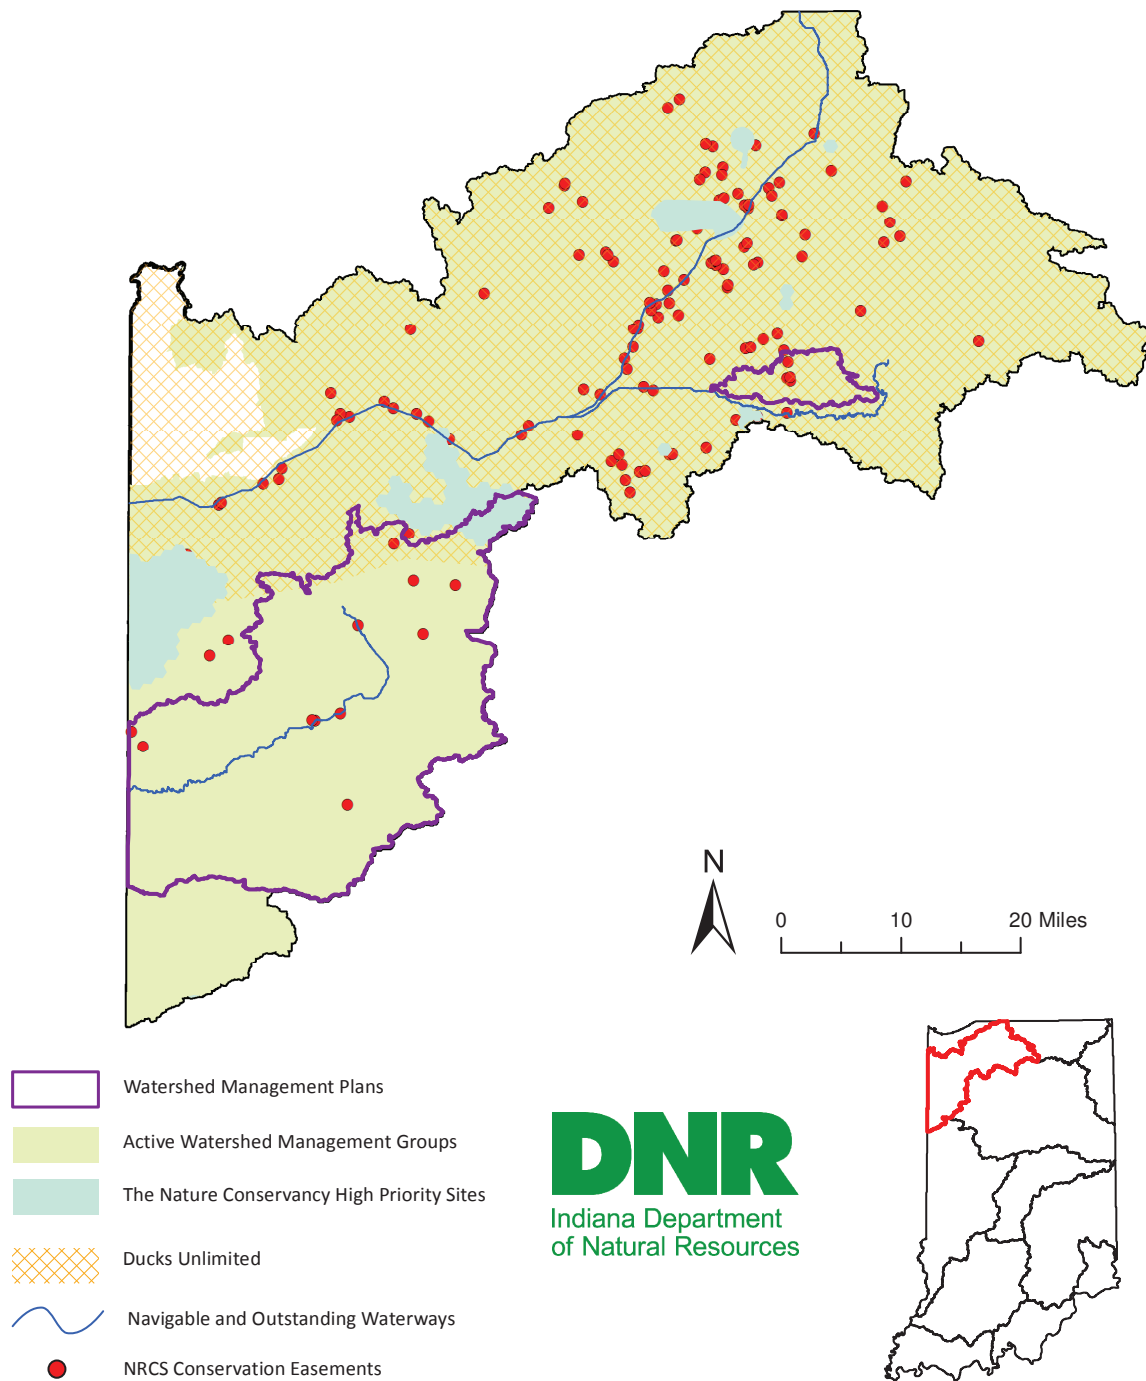 N
0 10 20 Miles
Watershed Management Plans
Active Watershed Management Groups
The Nature Conservancy High Priority Sites
Ducks Unlimited
Navigable and Outstanding Waterways
NRCS Conservation Easements
DNR
Indiana Department
of Natural Resources